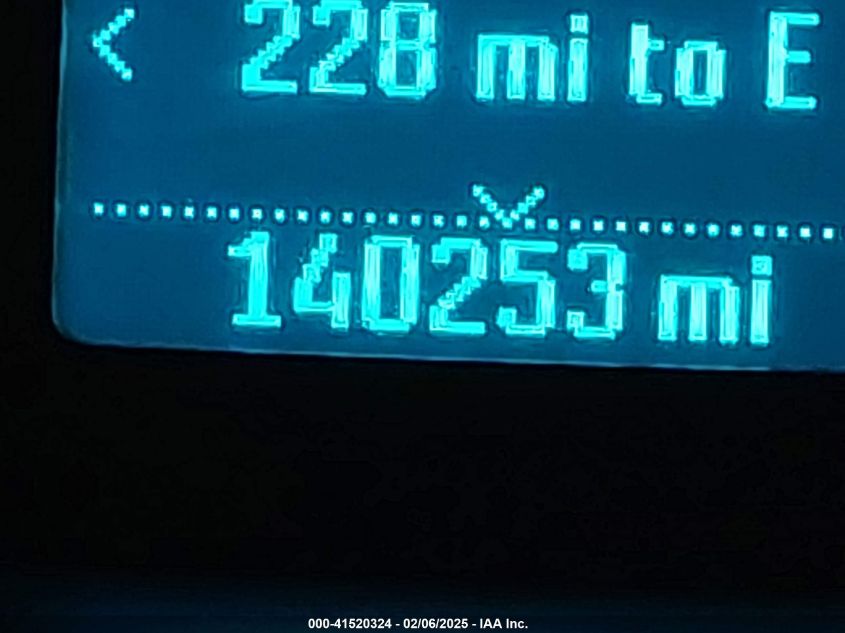 < 228 mi to E
140253 mi
000-41520324 - 02/06/2025 - IAA Inc.